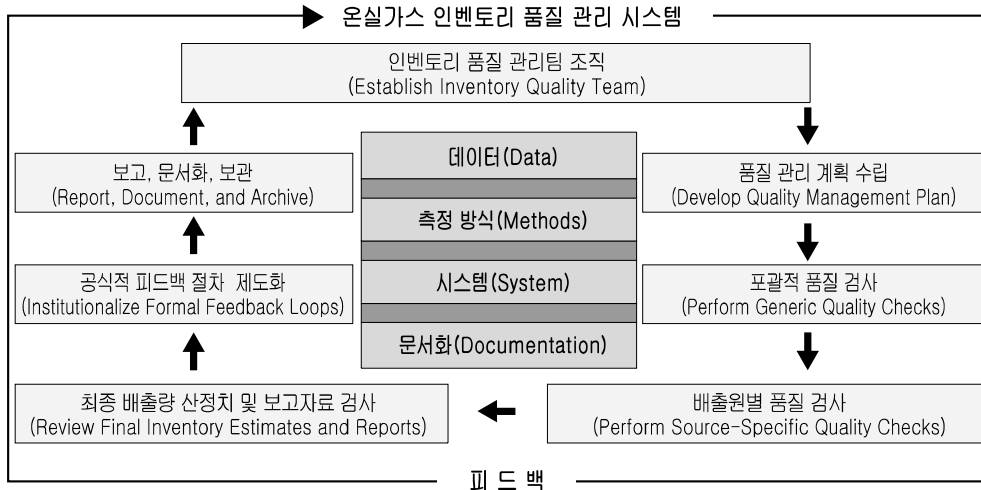 온실가스 인벤토리 품질 관리 시스템
인벤토리 품질 관리팀 조직
(Establish Inventory Quality Team)
보고, 문서화, 보관
(Report, Document, and Archive)
데이터(Data)
품질 관리 계획 수립
(Develop Quality Management Plan)
측정 방식(Methods)
공식적 피드백 절차 제도화
(Institutionalize Formal Feedback Loops)
시스템(System)
포괄적 품질 검사
(Perform Generic Quality Checks)
문서화(Documentation)
최종 배출량 산정치 및 보고자료 검사
(Review Final Inventory Estimates and Reports)
배출원별 품질 검사
(Perform Source-Specific Quality Checks)
피 드 백